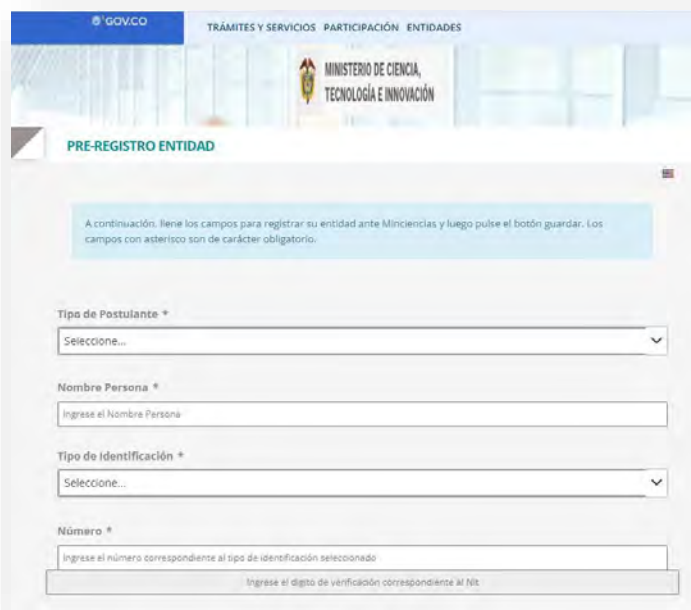 GOV.CO
TRÁMITES Y SERVICIOS PARTICIPACIÓN ENTIDADES
MINISTERIO DE CIENCIA,
TECNOLOGÍA E INNOVACIÓN
PRE-REGISTRO ENTIDAD
A continuación, llene los campos para registrar su entidad ante Minciencias y luego pulse el botón guardar. Los
campos con asterisco son de carácter obligatorio.
Tipo de Postulante *
Seleccione...
Nombre Persona *
Ingrese el Nombre Persona
Tipo de Identificación *
Seleccione...
Número *
Ingrese el número correspondiente al tipo de identificación seleccionado
Ingrese el dígito de verificación correspondiente al Nit